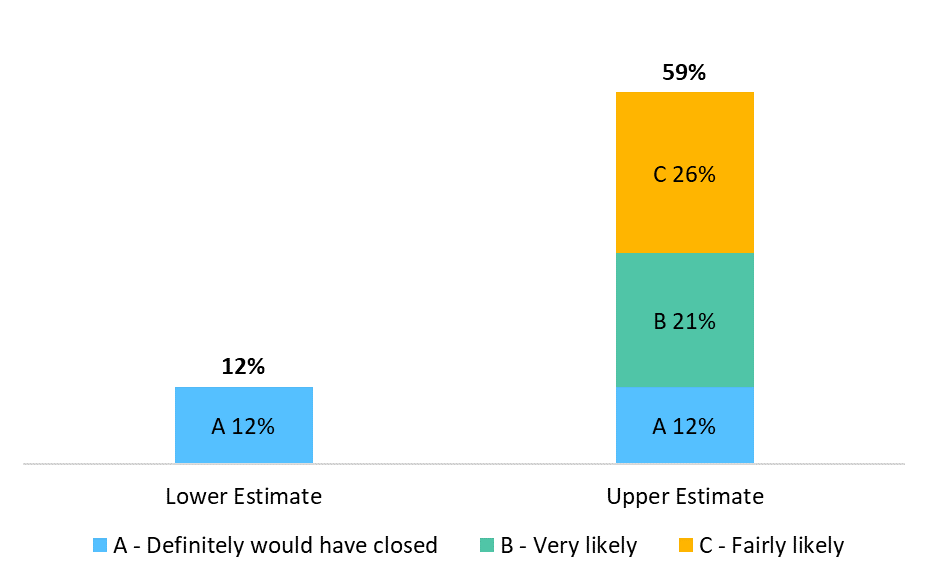 59%
C 26%
B 21%
12%
A 12%
A 12%
Lower Estimate
Upper Estimate
A - Definitely would have closed
B - Very likely
C - Fairly likely